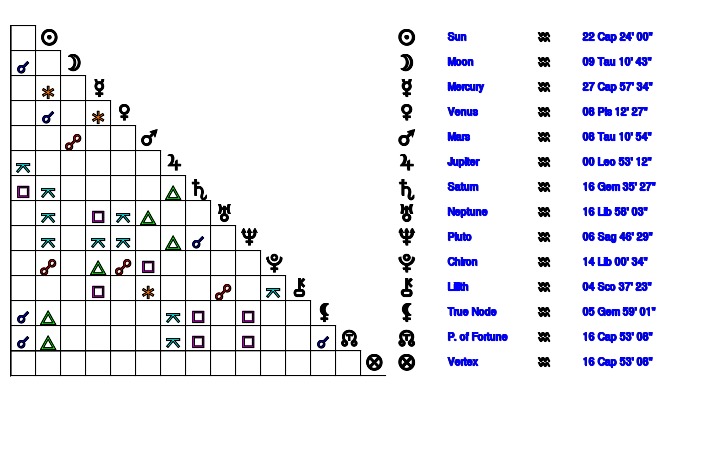 Sun 22 Cap 24' 00"
Moon 09 Tau 10' 43"
Mercury 27 Cap 57' 34"
Venus 08 Pis 12' 27"
Mars 08 Tau 10' 54"
Jupiter 00 Leo 53' 12"
Saturn 16 Gem 35' 27"
Neptune 16 Lib 58' 03"
Pluto 06 Sag 46' 29"
Chiron 14 Lib 00' 34"
Lilith 04 Sco 37' 23"
True Node 05 Gem 59' 01"
P. of Fortune 16 Cap 53' 08"
Vertex 16 Cap 53' 08"